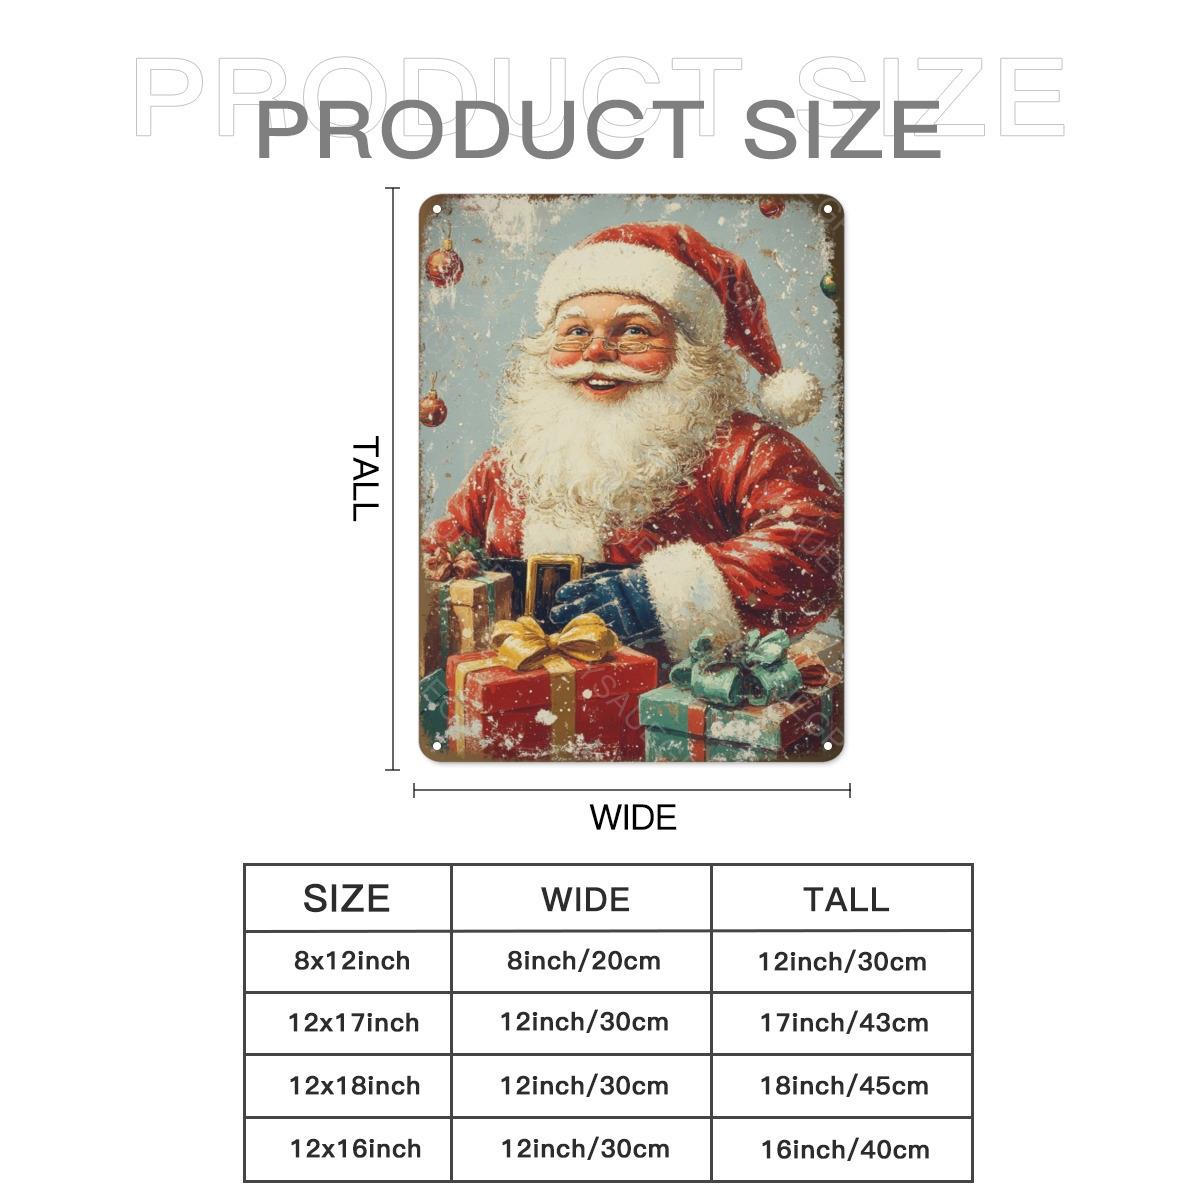 PRODUCT SIZE
PRODUCT SIZE
TALL
WIDE
SIZE WIDE TALL
8x12inch 8inch/20cm 12inch/30cm
12x17inch 12inch/30cm 17inch/43cm
12x18inch 12inch/30cm 18inch/45cm
12x16inch 12inch/30cm 16inch/40cm